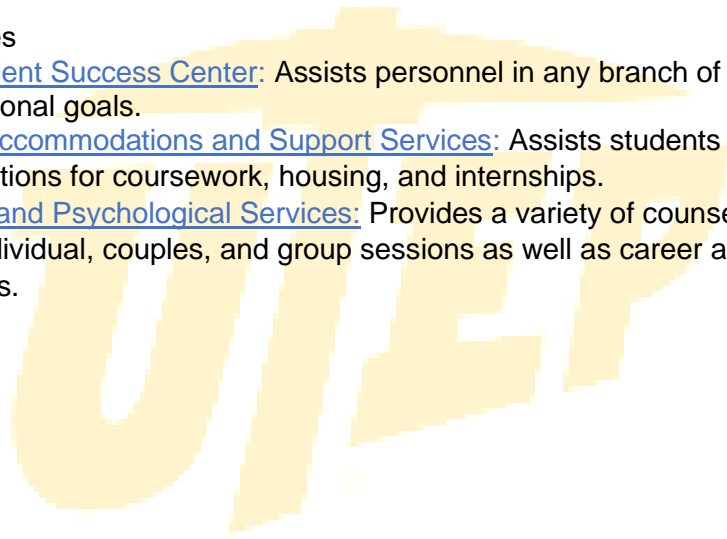 es
ent Success Center: Assists personnel in any branch of
onal goals.
ccommodations and Support Services: Assists students
tions for coursework, housing, and internships.
and Psychological Services: Provides a variety of counse
dividual, couples, and group sessions as well as career a
s.
UTEP